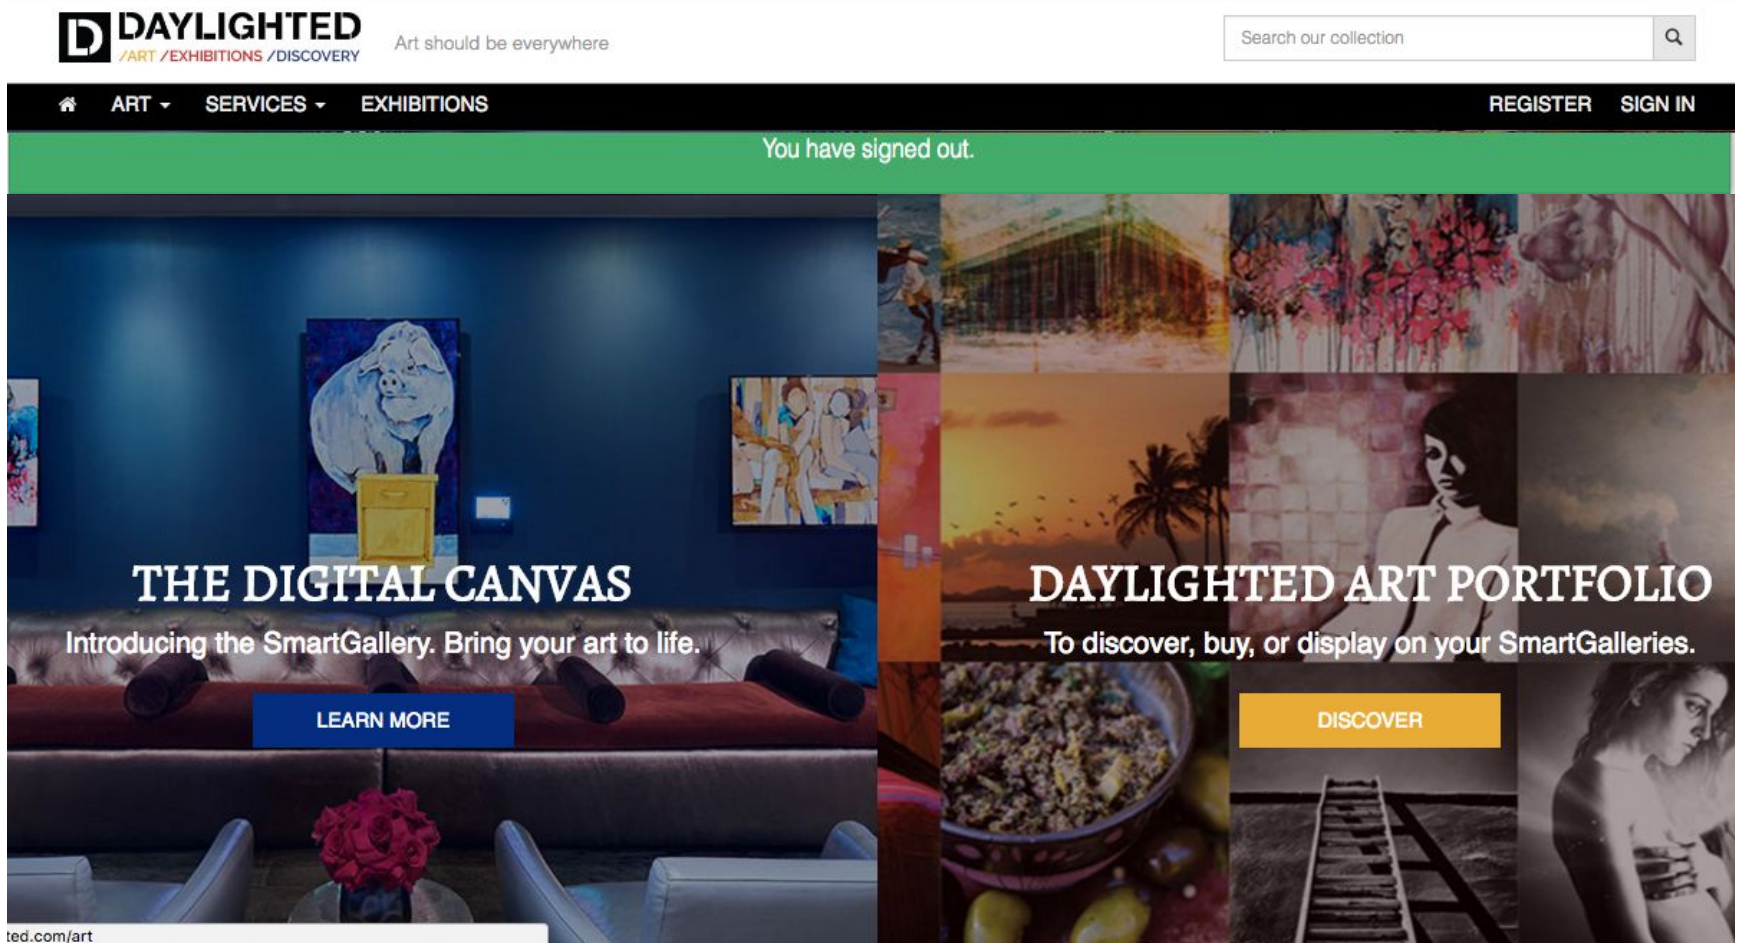 DAYLIGHTED
/ART /EXHIBITIONS /DISCOVERY
Art should be everywhere
Search our collection
ART
SERVICES
EXHIBITIONS
REGISTER
SIGN IN
You have signed out.
THE DIGITAL CANVAS
Introducing the SmartGallery. Bring your art to life.
LEARN MORE
DAYLIGHTED ART PORTFOLIO
To discover, buy, or display on your SmartGalleries.
DISCOVER
ted.com/art